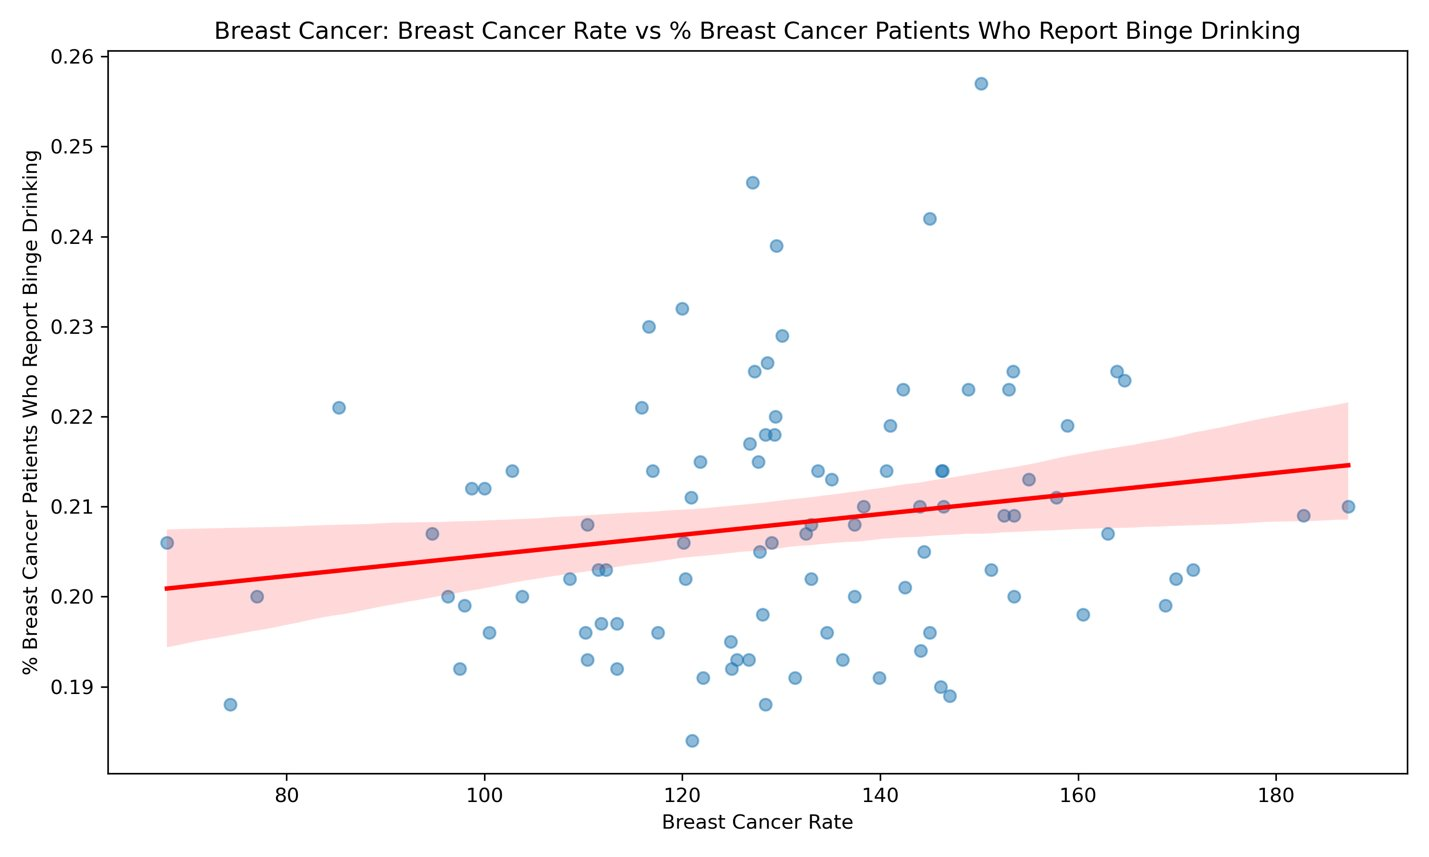 Breast Cancer: Breast Cancer Rate vs % Breast Cancer Patients Who Report Binge Drinking
% Breast Cancer Patients Who Report Binge Drinking
0.26
0.25
0.24
0.23
0.22
0.21
0.20
0.19
80 100 120 140 160 180
Breast Cancer Rate